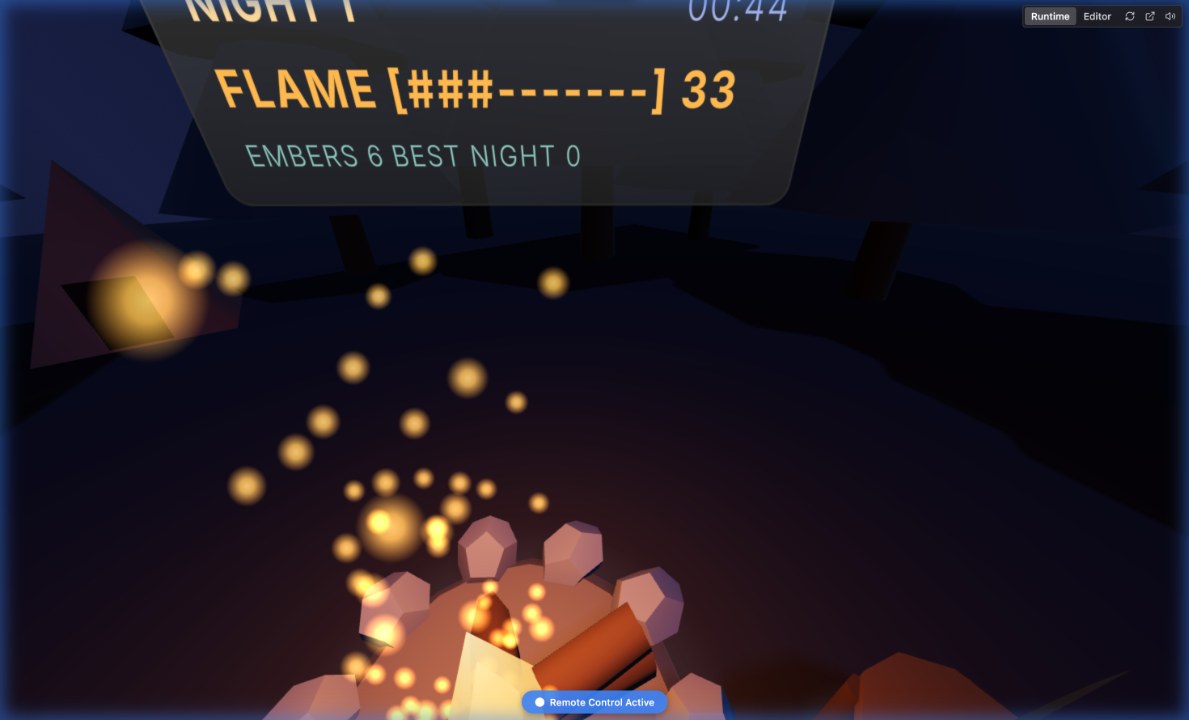 NIGHT 1 00:44
Runtime Editor
FLAME [###-------] 33
EMBERS 6 BEST NIGHT 0
Remote Control Active